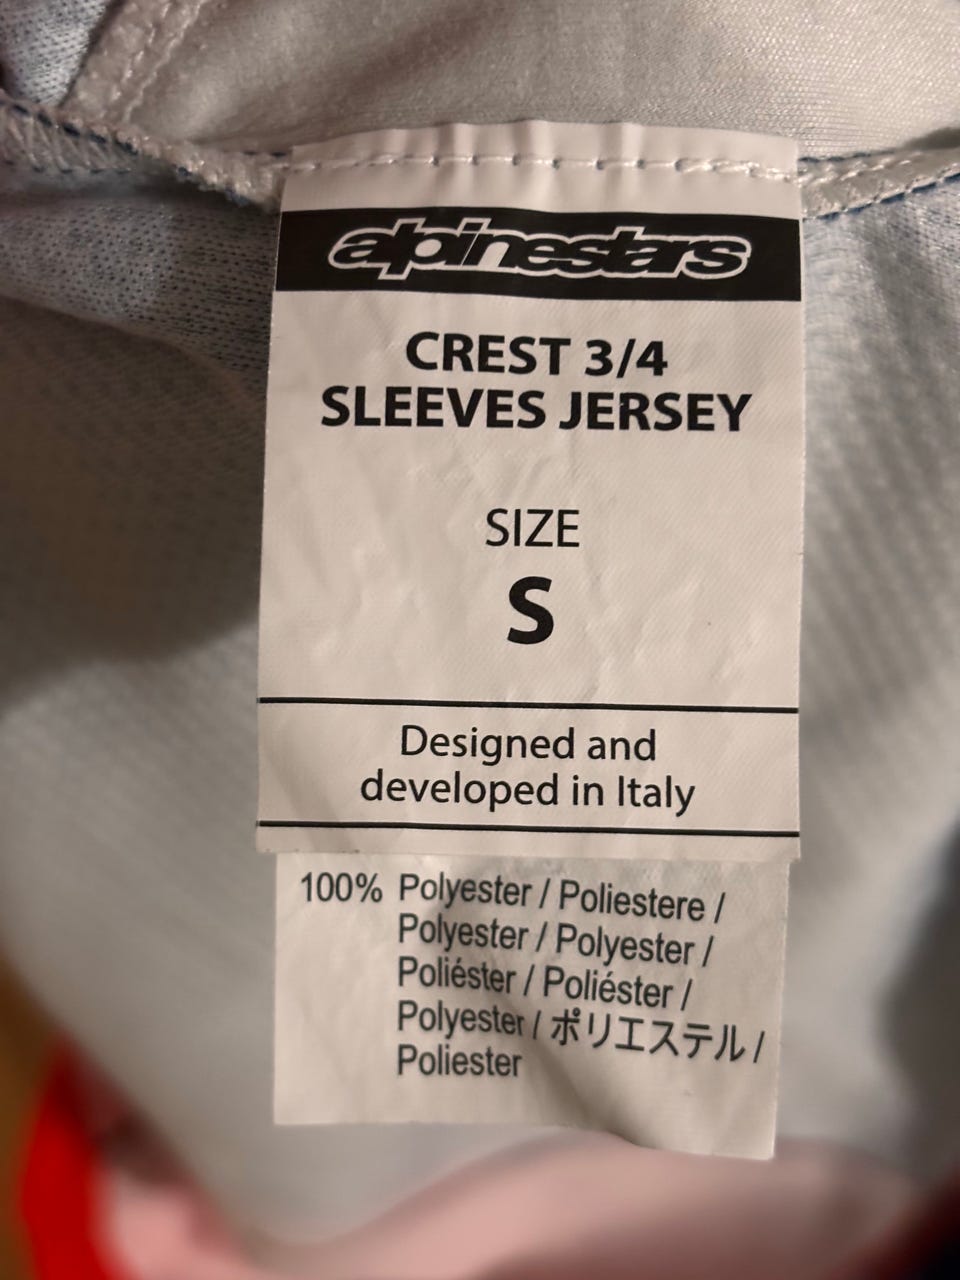 alpinestars
CREST 3/4
SLEEVES JERSEY
SIZE
S
Designed and
developed in Italy
100% Polyester / Poliestere /
Polyester / Polyester /
Poliéster / Poliéster /
Polyester / ポリエステル /
Poliester